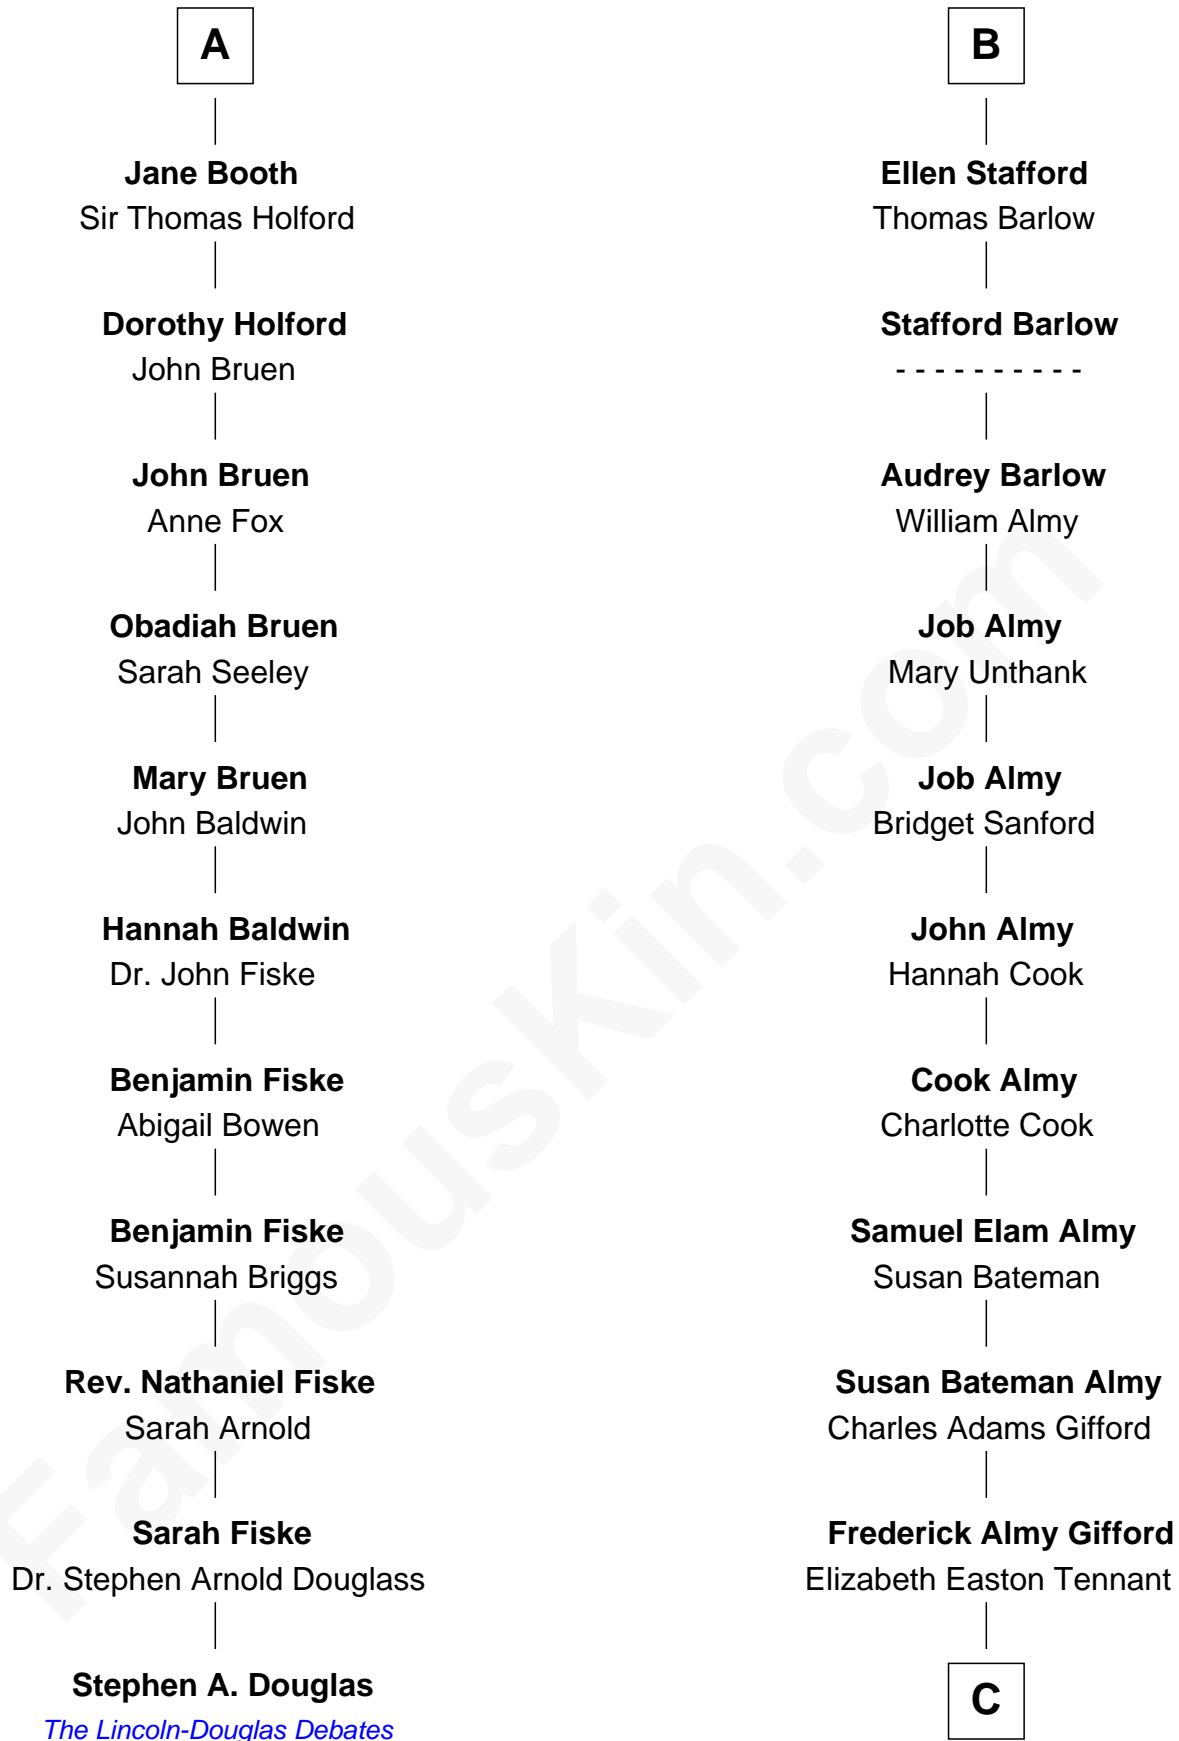 A
Jane Booth
Sir Thomas Holford
Dorothy Holford
John Bruen
John Bruen
Anne Fox
Obadiah Bruen
Sarah Seeley
Mary Bruen
John Baldwin
Hannah Baldwin
Dr. John Fiske
Benjamin Fiske
Abigail Bowen
Benjamin Fiske
Susannah Briggs
Rev. Nathaniel Fiske
Sarah Arnold
Sarah Fiske
Dr. Stephen Arnold Douglass
Stephen A. Douglas
The Lincoln-Douglas Debates
B
Ellen Stafford
Thomas Barlow
Stafford Barlow
- - - - - - - - - -
Audrey Barlow
William Almy
Job Almy
Mary Unthank
Job Almy
Bridget Sanford
John Almy
Hannah Cook
Cook Almy
Charlotte Cook
Samuel Elam Almy
Susan Bateman
Susan Bateman Almy
Charles Adams Gifford
Frederick Almy Gifford
Elizabeth Easton Tennant
C
FamousKin.com